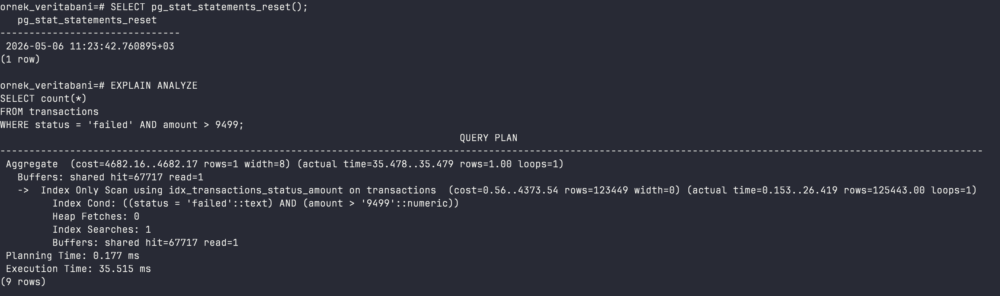 ornek_veritabani=# SELECT pg_stat_statements_reset();
   pg_stat_statements_reset
-------------------------------
 2026-05-06 11:23:42.760895+03
(1 row)

ornek_veritabani=# EXPLAIN ANALYZE
SELECT count(*)
FROM transactions
WHERE status = 'failed' AND amount > 9499;
                                                                               QUERY PLAN
-------------------------------------------------------------------------------------------------------------------------------------------------------------------------
 Aggregate  (cost=4682.16..4682.17 rows=1 width=8) (actual time=35.478..35.479 rows=1.00 loops=1)
   Buffers: shared hit=67717 read=1
   ->  Index Only Scan using idx_transactions_status_amount on transactions  (cost=0.56..4373.54 rows=123449 width=0) (actual time=0.153..26.419 rows=125443.00 loops=1)
         Index Cond: ((status = 'failed'::text) AND (amount > '9499'::numeric))
         Heap Fetches: 0
         Index Searches: 1
         Buffers: shared hit=67717 read=1
 Planning Time: 0.177 ms
 Execution Time: 35.515 ms
(9 rows)